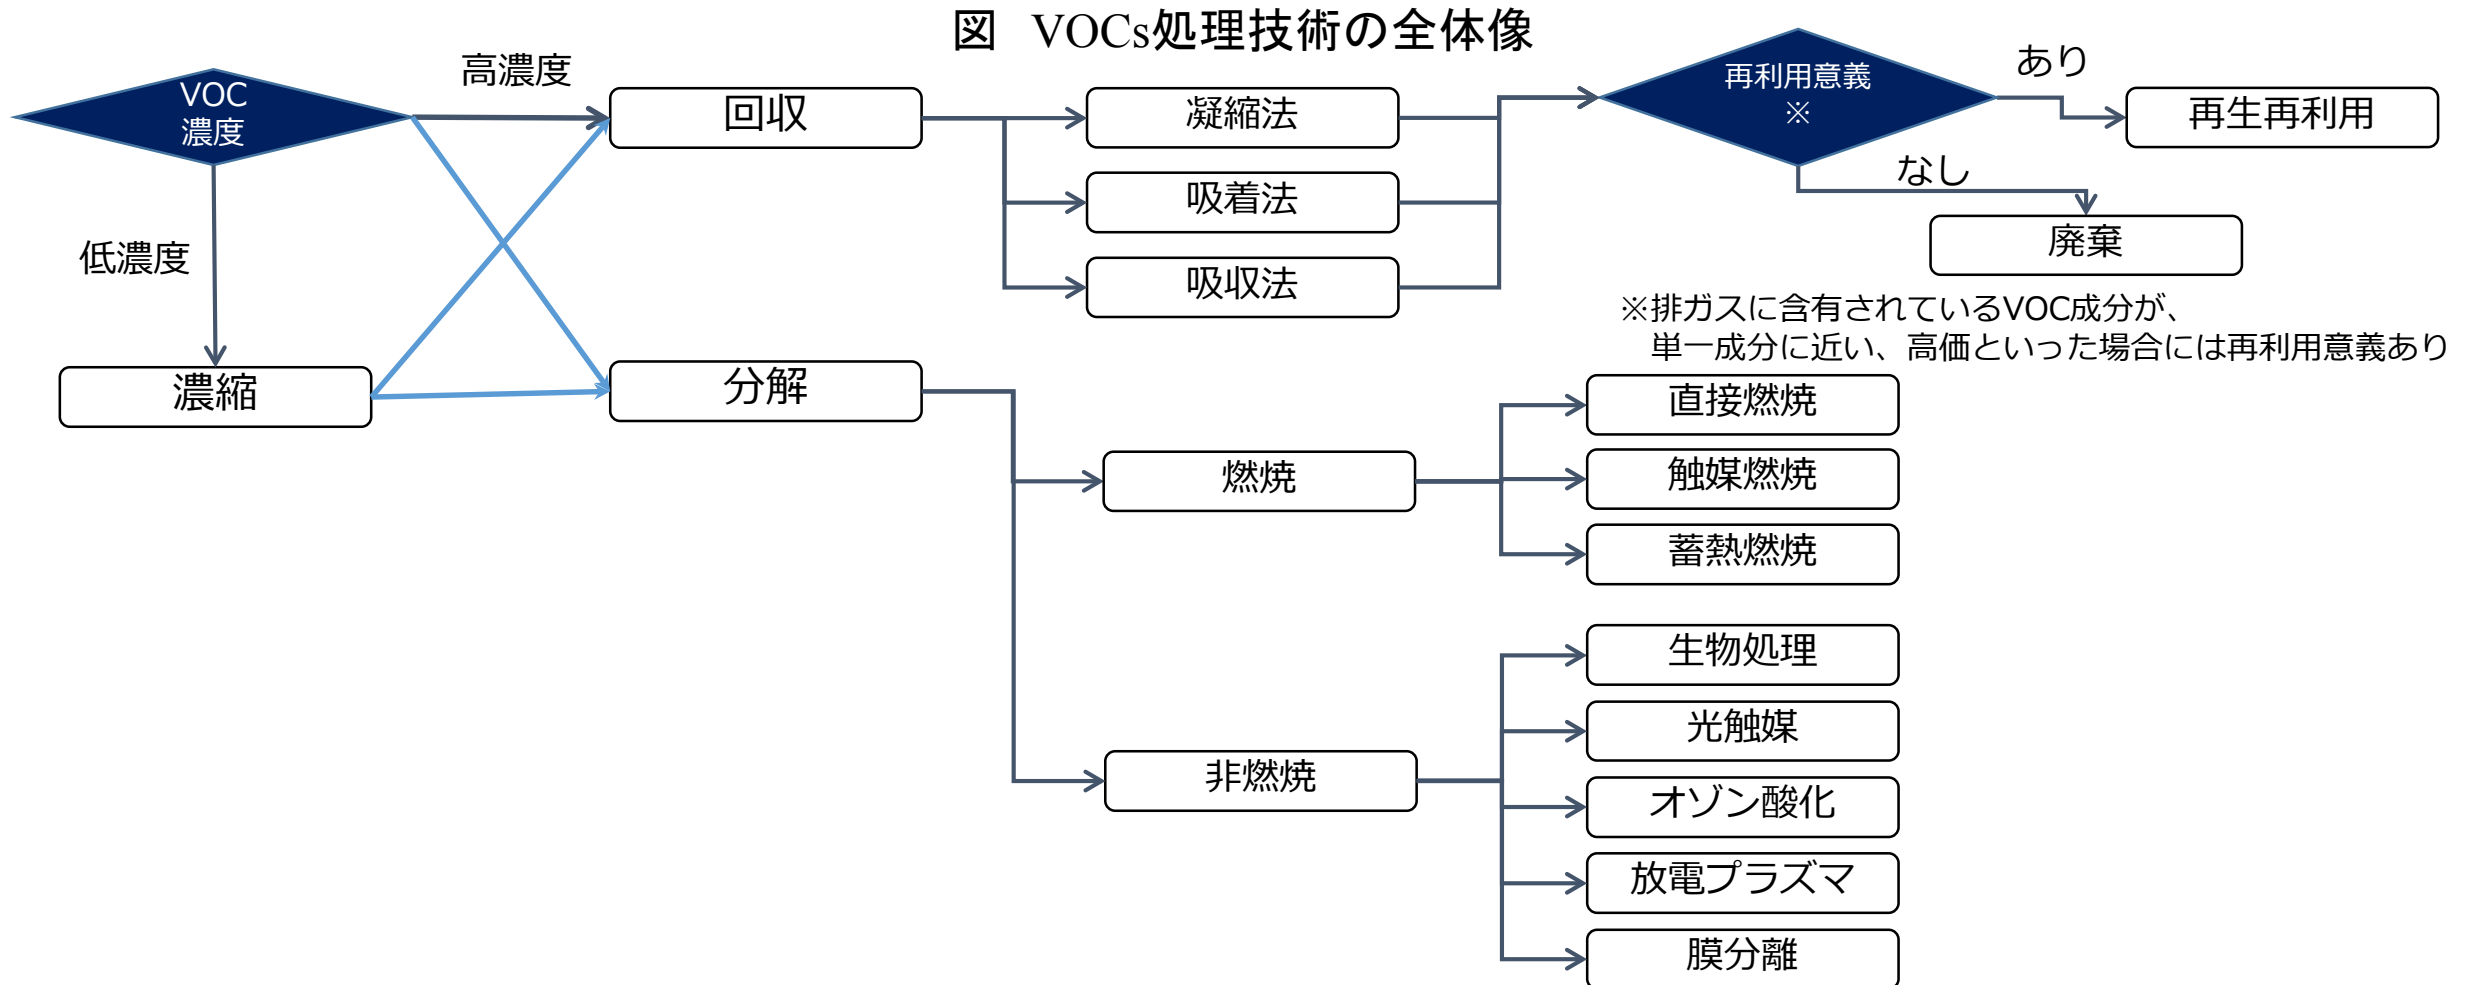 図 VOCs処理技術の全体像
VOC
濃度
高濃度
低濃度
濃縮
回収
分解
凝縮法
吸着法
吸収法
再利用意義
※
あり
再生再利用
なし
廃棄
※排ガスに含有されているVOC成分が、
単一成分に近い、高価といった場合には再利用意義あり
燃焼
直接燃焼
触媒燃焼
蓄熱燃焼
非燃焼
生物処理
光触媒
オゾン酸化
放電プラズマ
膜分離